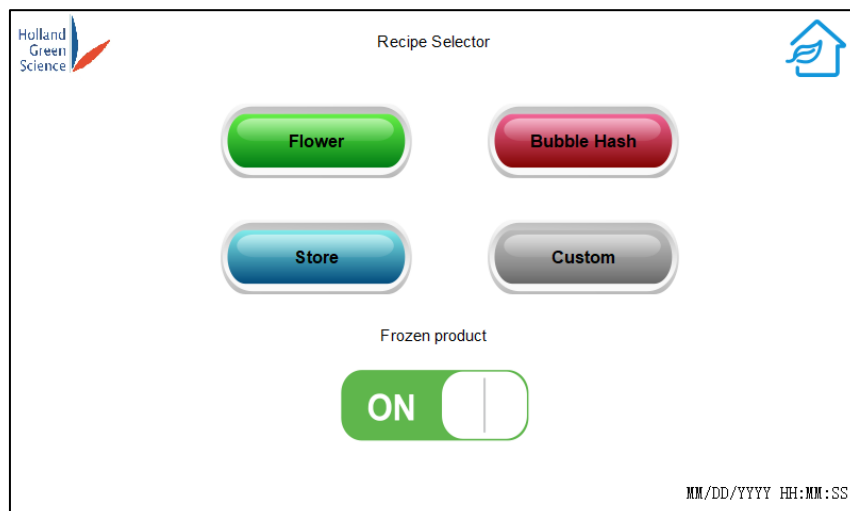 Holland
Green
Science
Recipe Selector
Flower
Bubble Hash
Store
Custom
Frozen product
ON
MM/DD/YYYY HH:MM:SS